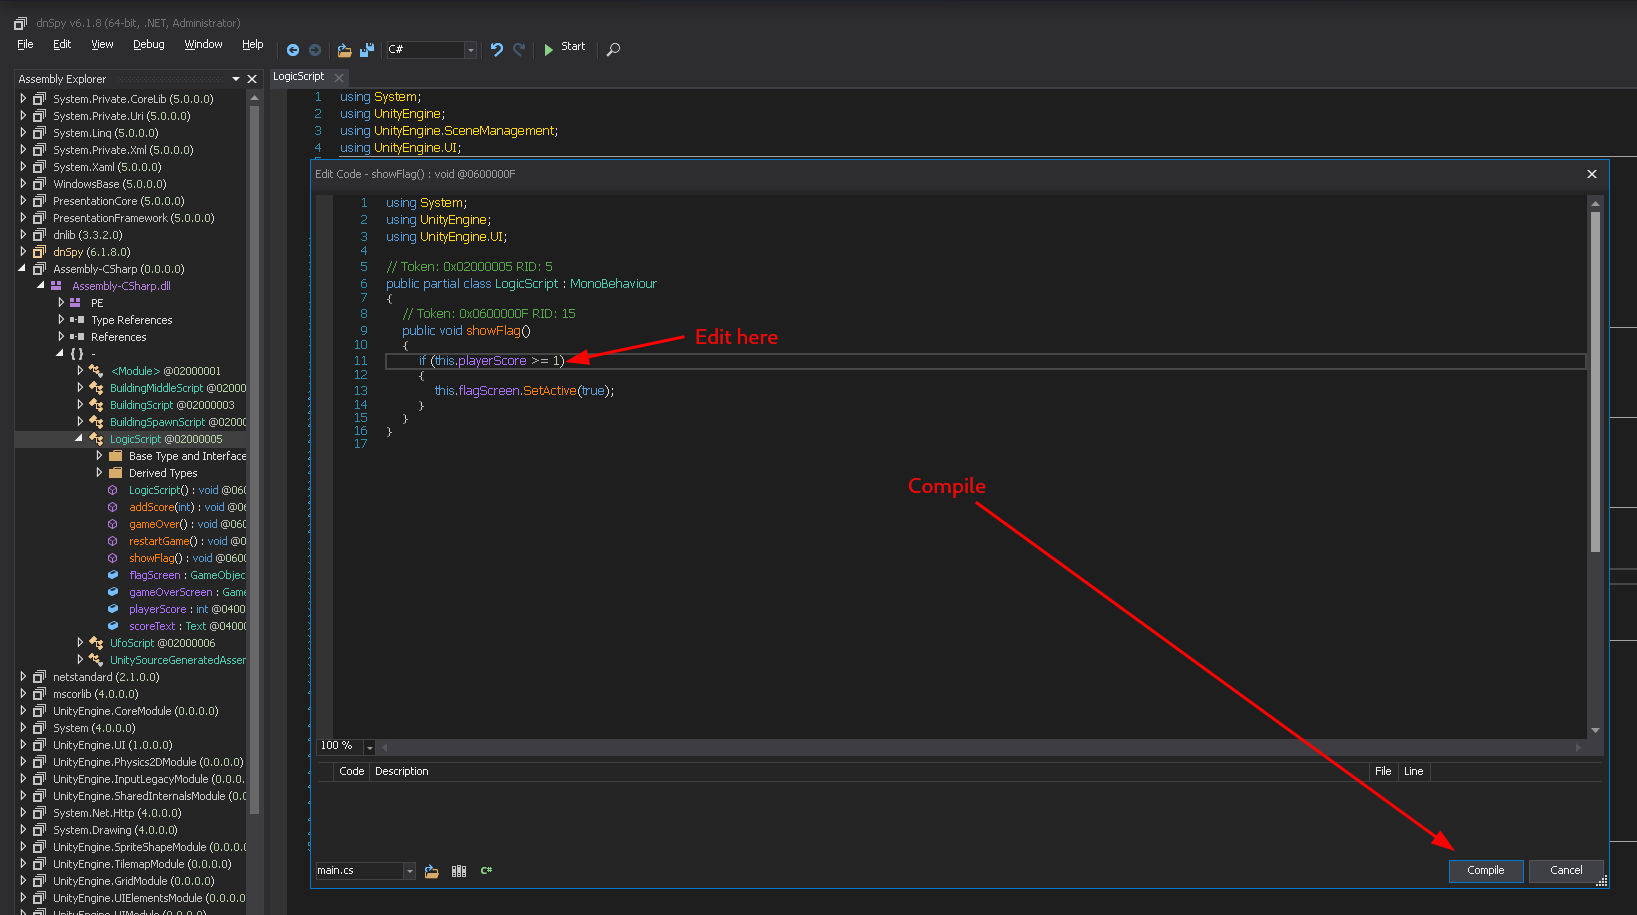 dnSpy v6.1.8 (64-bit, .NET, Administrator)
File Edit View Debug Window Help C# Start
Assembly Explorer
LogicScript
System.Private.CoreLib (5.0.0.0)
System.Private.Uri (5.0.0.0)
System.Linq (5.0.0.0)
System.Private.Xml (5.0.0.0)
System.Xaml (5.0.0.0)
WindowsBase (5.0.0.0)
PresentationCore (5.0.0.0)
PresentationFramework (5.0.0.0)
dnlib (3.3.2.0)
dnSpy (6.1.8.0)
Assembly-CSharp (0.0.0.0)
Assembly-CSharp.dll
PE
Type References
References
{ } -
<Module> @02000001
BuildingMiddleScript @02000
BuildingScript @02000003
BuildingSpawnScript @0200
LogicScript @02000005
Base Type and Interface
Derived Types
LogicScript() : void @060
addScore(int) : void @0
gameOver() : void @060
restartGame() : void @0
showFlag() : void @060
flagScreen : GameObjec
gameOverScreen : Game
playerScore : int @0400
scoreText : Text @0400
UfoScript @02000006
UnitySourceGeneratedAsser
netstandard (2.1.0.0)
mscorlib (4.0.0.0)
UnityEngine.CoreModule (0.0.0.0)
System (4.0.0.0)
UnityEngine.UI (1.0.0.0)
UnityEngine.Physics2DModule (0.0.0.0)
UnityEngine.InputLegacyModule (0.0.0.
UnityEngine.SharedInternalsModule (0.0
System.Net.Http (4.0.0.0)
System.Drawing (4.0.0.0)
UnityEngine.SpriteShapeModule (0.0.0.
UnityEngine.TilemapModule (0.0.0.0)
UnityEngine.GridModule (0.0.0.0)
UnityEngine.UIElementsModule (0.0.0.0
UnityEngine.UIModule (0.0.0.0)
1 using System;
2 using UnityEngine;
3 using UnityEngine.SceneManagement;
4 using UnityEngine.UI;
Edit Code - showFlag() : void @0600000F
1 using System;
2 using UnityEngine;
3 using UnityEngine.UI;
4
5 // Token: 0x02000005 RID: 5
6 public partial class LogicScript : MonoBehaviour
7 {
8 // Token: 0x0600000F RID: 15
9 public void showFlag()
10 {
11 if (this.playerScore >= 1)
12 {
13 this.flagScreen.SetActive(true);
14 }
15 }
16 }
17
Edit here
Compile
100 %
Code Description File Line
main.cs C# Compile Cancel